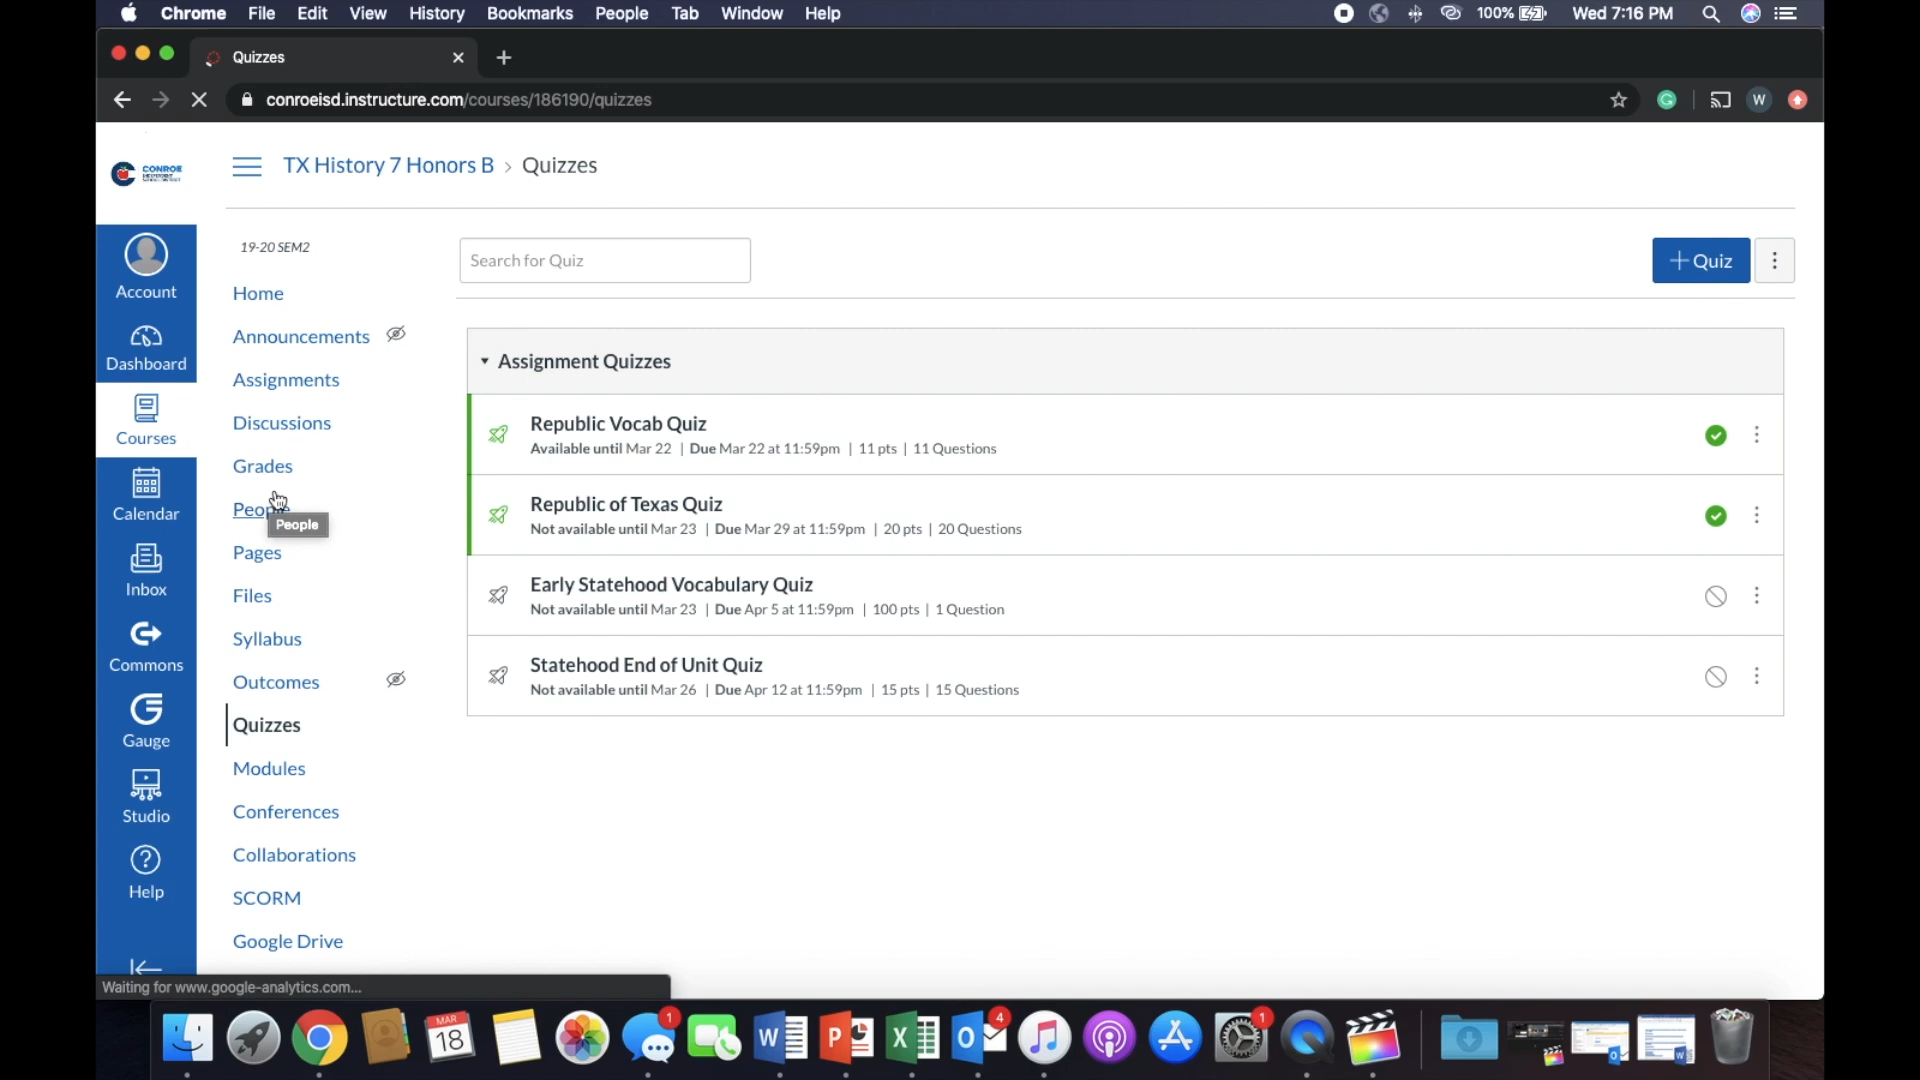 Chrome File Edit View History Bookmarks People Tab Window Help 100% Wed 7:16 PM
Quizzes
conroeisd.instructure.com/courses/186190/quizzes W
CONROE
TX History 7 Honors B > Quizzes
19-20 SEM2
Search for Quiz
+ Quiz
Account
Dashboard
Courses
Calendar
Inbox
Commons
Gauge
Studio
Help
Home
Announcements
Assignments
Discussions
Grades
People
People
Pages
Files
Syllabus
Outcomes
Quizzes
Modules
Conferences
Collaborations
SCORM
Google Drive
Assignment Quizzes
Republic Vocab Quiz
Available until Mar 22 | Due Mar 22 at 11:59pm | 11 pts | 11 Questions
Republic of Texas Quiz
Not available until Mar 23 | Due Mar 29 at 11:59pm | 20 pts | 20 Questions
Early Statehood Vocabulary Quiz
Not available until Mar 23 | Due Apr 5 at 11:59pm | 100 pts | 1 Question
Statehood End of Unit Quiz
Not available until Mar 26 | Due Apr 12 at 11:59pm | 15 pts | 15 Questions
Waiting for www.google-analytics.com...
MAR
18
1
W
P
X
O
4
1